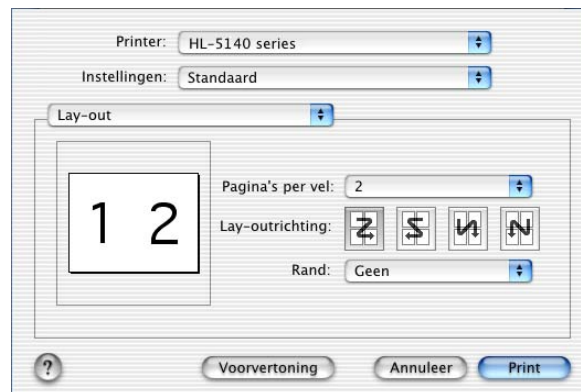 Printer: HL-5140 series
Instellingen: Standaard
Lay-out
1 2
Pagina's per vel: 2
Lay-outrichting:
Rand: Geen
? Voorvertoning Annuleer Print